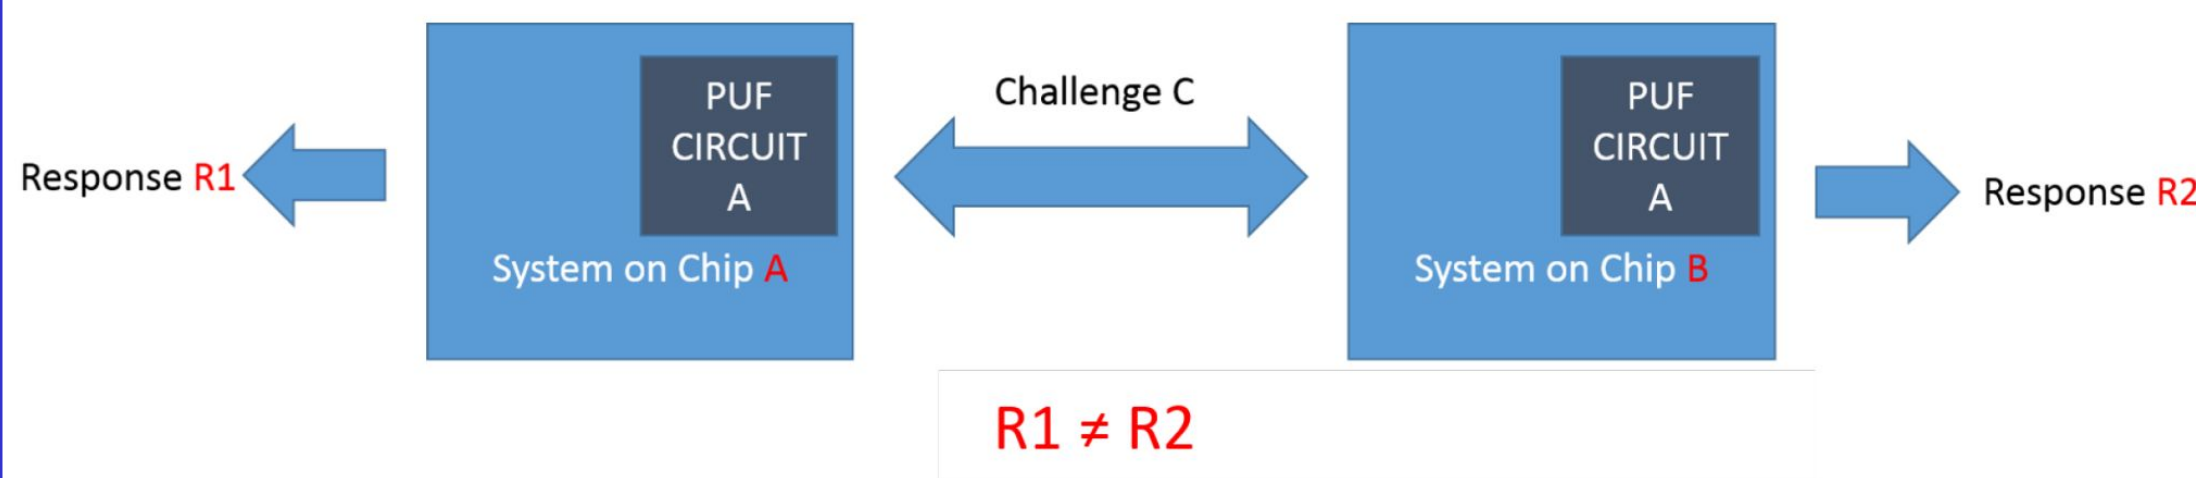 Response R1
PUF
CIRCUIT
A
System on Chip A
Challenge C
PUF
CIRCUIT
A
System on Chip B
Response R2
R1 ≠ R2